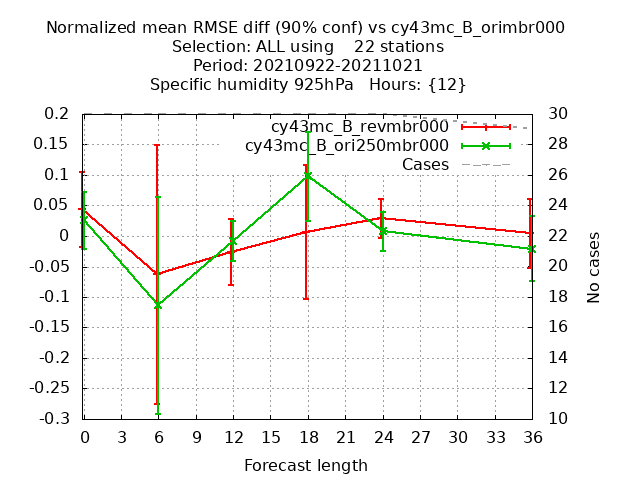 Normalized mean RMSE diff (90% conf) vs cy43mc_B_orimbr000
Selection: ALL using    22 stations
Period: 20210922-20211021
Specific humidity 925hPa   Hours: {12}
cy43mc_B_revmbr000
cy43mc_B_ori250mbr000
Cases
0.2
0.15
0.1
0.05
0
-0.05
-0.1
-0.15
-0.2
-0.25
-0.3
30
28
26
24
22
20
18
16
14
12
10
No cases
0 3 6 9 12 15 18 21 24 27 30 33 36
Forecast length